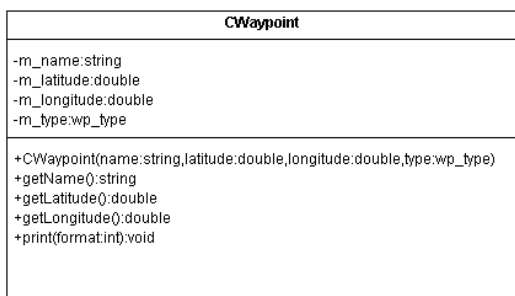 CWaypoint
-m_name:string
-m_latitude:double
-m_longitude:double
-m_type:wp_type
+CWaypoint(name:string,latitude:double,longitude:double,type:wp_type)
+getName():string
+getLatitude():double
+getLongitude():double
+print(format:int):void